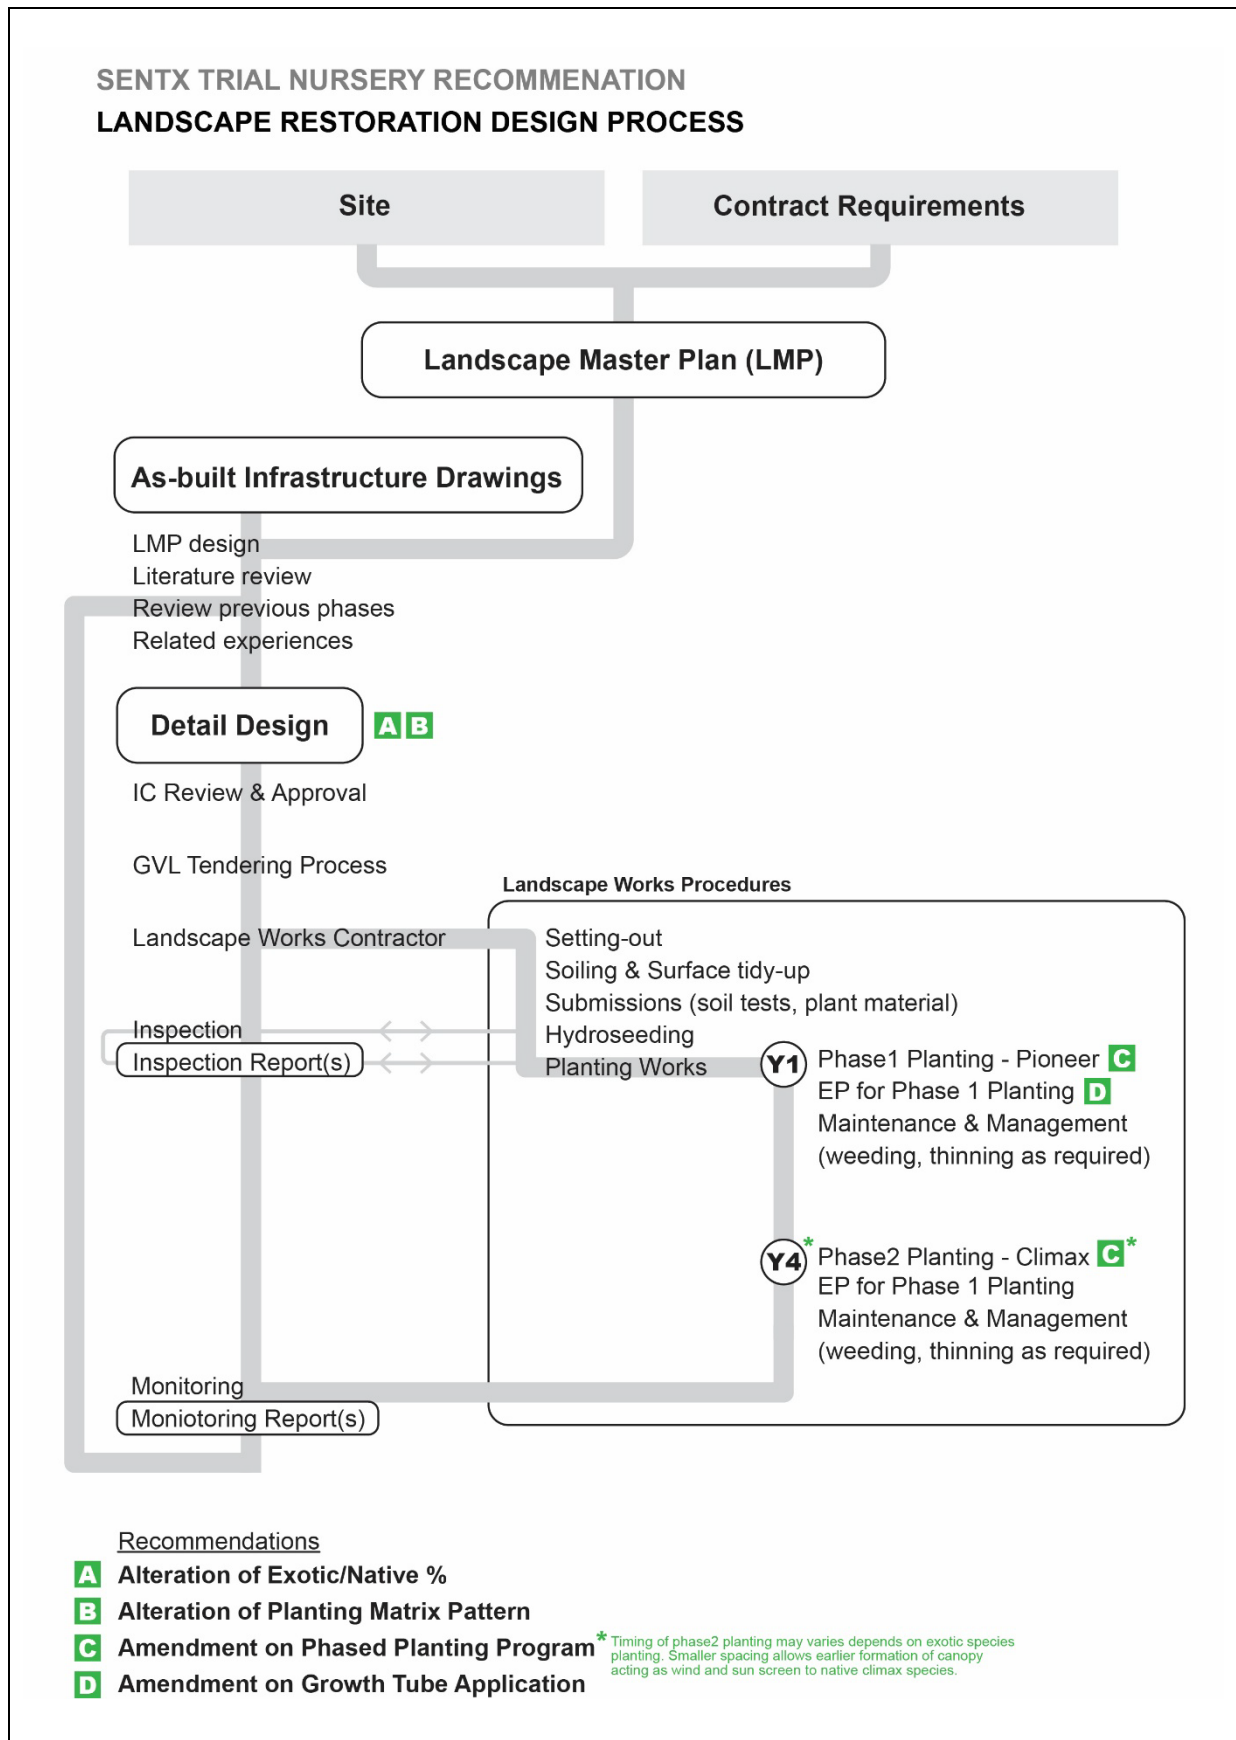 SENTX TRIAL NURSERY RECOMMENATION
LANDSCAPE RESTORATION DESIGN PROCESS
Site
Contract Requirements
Landscape Master Plan (LMP)
As-built Infrastructure Drawings
LMP design
Literature review
Review previous phases
Related experiences
Detail Design A B
IC Review & Approval
GVL Tendering Process
Landscape Works Contractor
Inspection
Inspection Report(s)
Landscape Works Procedures
Setting-out
Soiling & Surface tidy-up
Submissions (soil tests, plant material)
Hydroseeding
Planting Works
Y1 Phase1 Planting - Pioneer C
EP for Phase 1 Planting D
Maintenance & Management
(weeding, thinning as required)
Y4* Phase2 Planting - Climax C*
EP for Phase 1 Planting
Maintenance & Management
(weeding, thinning as required)
Monitoring
Moniotoring Report(s)
Recommendations
A Alteration of Exotic/Native %
B Alteration of Planting Matrix Pattern
C Amendment on Phased Planting Program
* Timing of phase2 planting may varies depends on exotic species
planting. Smaller spacing allows earlier formation of canopy
acting as wind and sun screen to native climax species.
D Amendment on Growth Tube Application